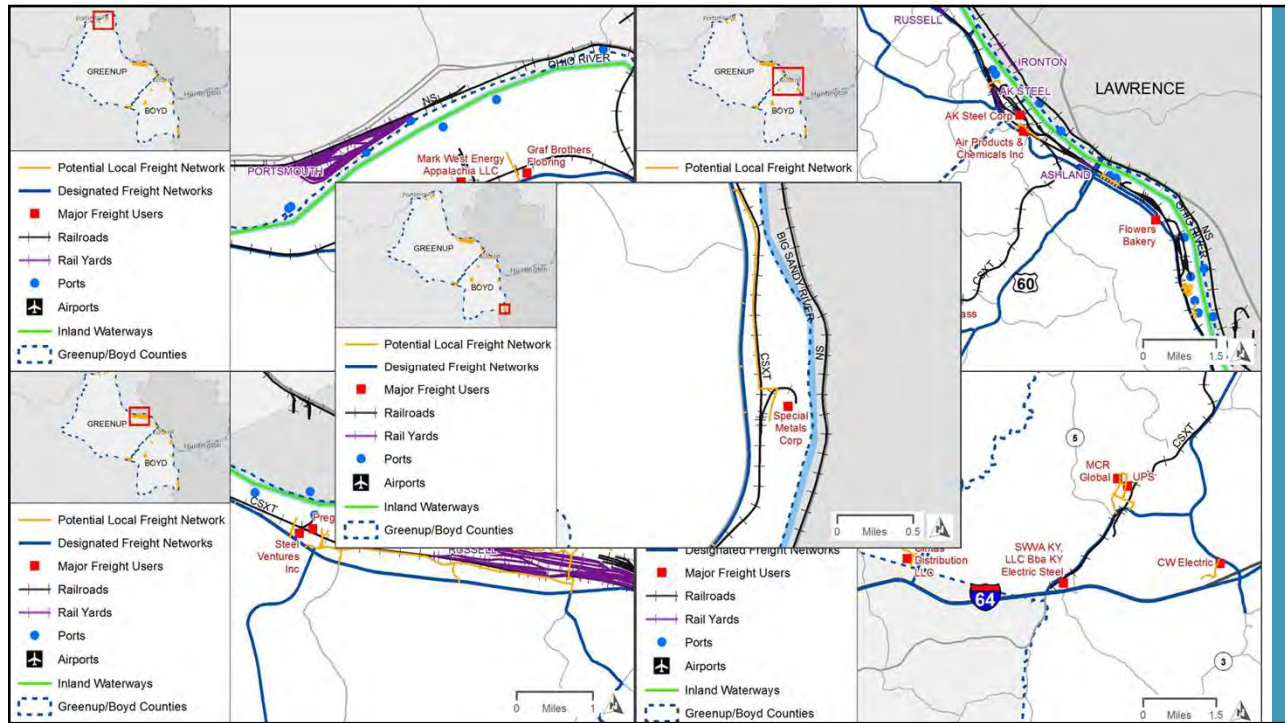 Portsmouth
GREENUP
Ashland
Huntington
BOYD
Potential Local Freight Network
Designated Freight Networks
Major Freight Users
Railroads
Rail Yards
Ports
Airports
Inland Waterways
Greenup/Boyd Counties
OHIO RIVER
NS
PORTSMOUTH
Mark West Energy
Appalachia LLC
Graf Brothers
Flooring
GREENUP
Huntington
BOYD
Potential Local Freight Network
RUSSELL
IRONTON
LAWRENCE
AK STEEL
AK Steel Corp
Air Products &
Chemicals Inc
ASHLAND
OHIO RIVER
NS
Flowers
Bakery
CSXT
60
0 Miles 1.5
N
GREENUP
Huntington
BOYD
Potential Local Freight Network
Designated Freight Networks
Major Freight Users
Railroads
Rail Yards
Ports
Airports
Inland Waterways
Greenup/Boyd Counties
BIG SANDY RIVER
CSXT
NS
Special
Metals
Corp
0 Miles 0.5
N
GREENUP
Huntington
BOYD
Potential Local Freight Network
Designated Freight Networks
Major Freight Users
Railroads
Rail Yards
Ports
Airports
Inland Waterways
Greenup/Boyd Counties
CSXT
Steel
Ventures
Inc
RUSSELL
0 Miles 1
N
Designated Freight Networks
Major Freight Users
Railroads
Rail Yards
Ports
Airports
Inland Waterways
Greenup/Boyd Counties
5
CSXT
MCR
Global
UPS
Distribution
LLC
SWVA KY,
LLC Bba KY
Electric Steel
CW Electric
64
3
0 Miles 1.5
N